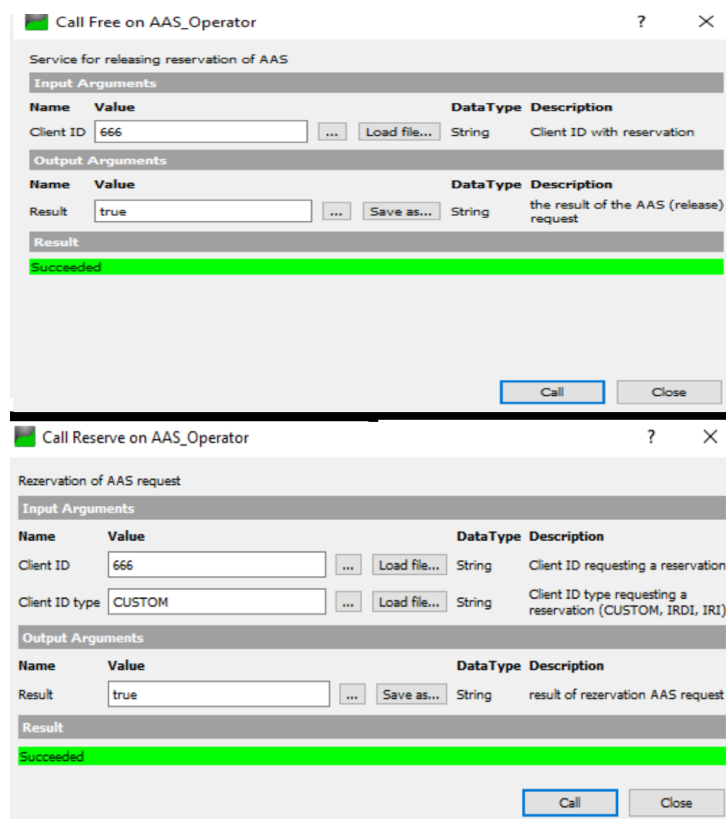 Call Free on AAS_Operator ? ×
Service for releasing reservation of AAS
Input Arguments
Name Value DataType Description
Client ID 666 ... Load file... String Client ID with reservation
Output Arguments
Name Value DataType Description
Result true ... Save as... String the result of the AAS (release)
request
Result
Succeeded
Call Close
Call Reserve on AAS_Operator ? ×
Rezervation of AAS request
Input Arguments
Name Value DataType Description
Client ID 666 ... Load file... String Client ID requesting a reservation
Client ID type CUSTOM ... Load file... String Client ID type requesting a
reservation (CUSTOM, IRDI, IRI)
Output Arguments
Name Value DataType Description
Result true ... Save as... String result of rezervation AAS request
Result
Succeeded
Call Close